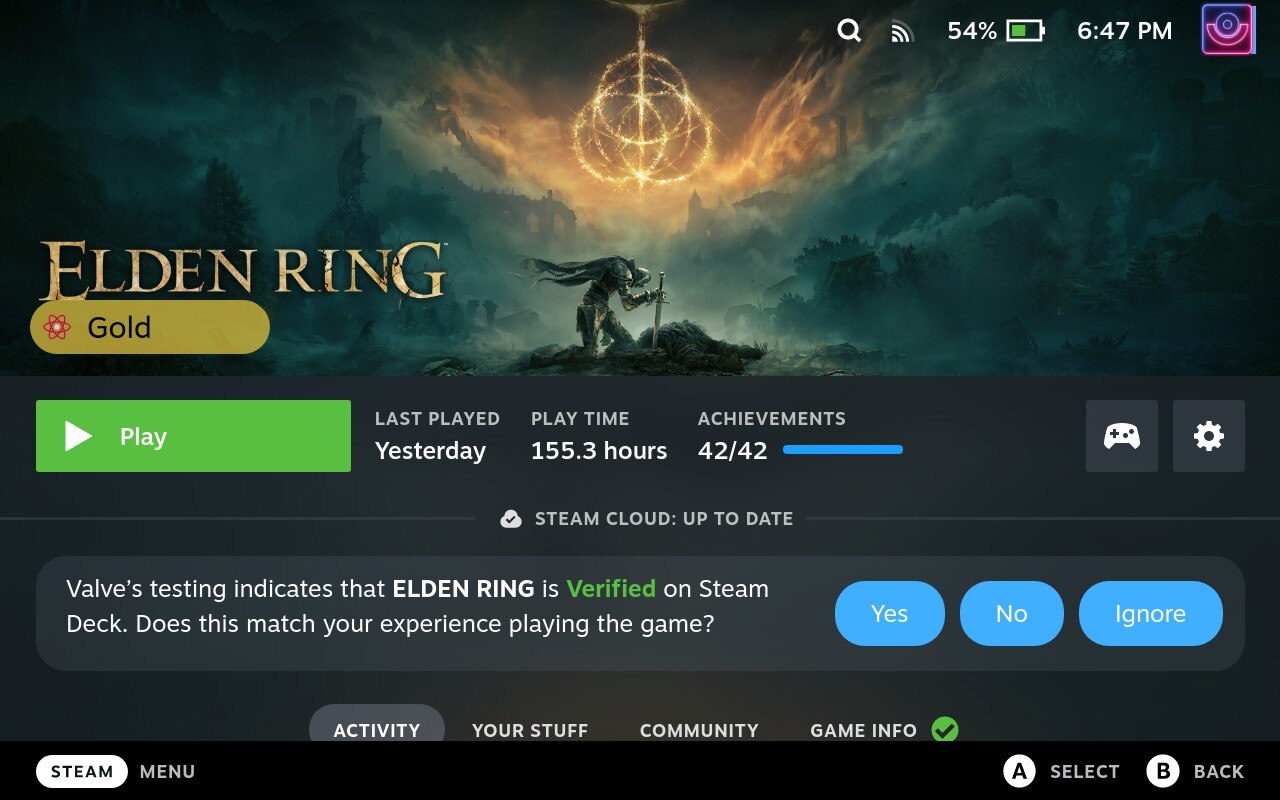 54% 6:47 PM
ELDEN RING™
Gold
Play
LAST PLAYED
Yesterday
PLAY TIME
155.3 hours
ACHIEVEMENTS
42/42
STEAM CLOUD: UP TO DATE
Valve’s testing indicates that ELDEN RING is Verified on Steam
Deck. Does this match your experience playing the game?
Yes
No
Ignore
ACTIVITY YOUR STUFF COMMUNITY GAME INFO
STEAM MENU A SELECT B BACK